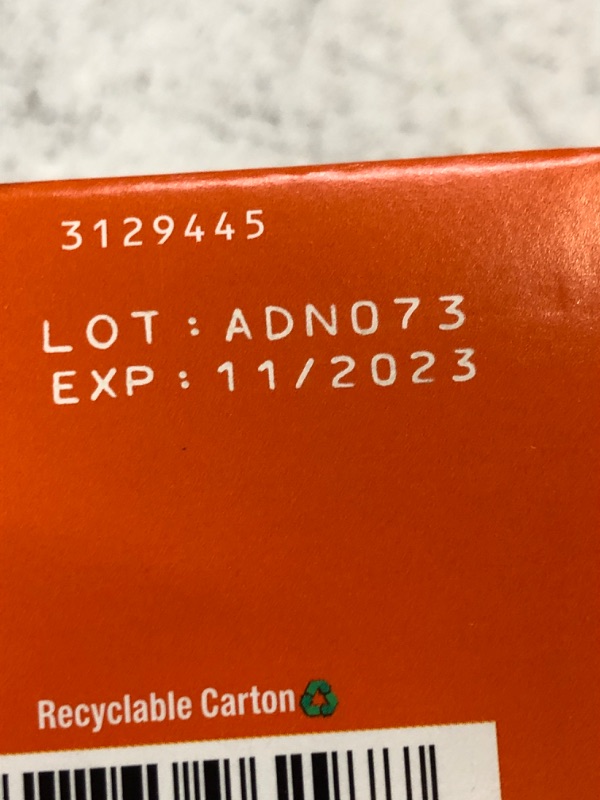 3129445
LOT: ADN073
EXP: 11/2023
Recyclable Carton